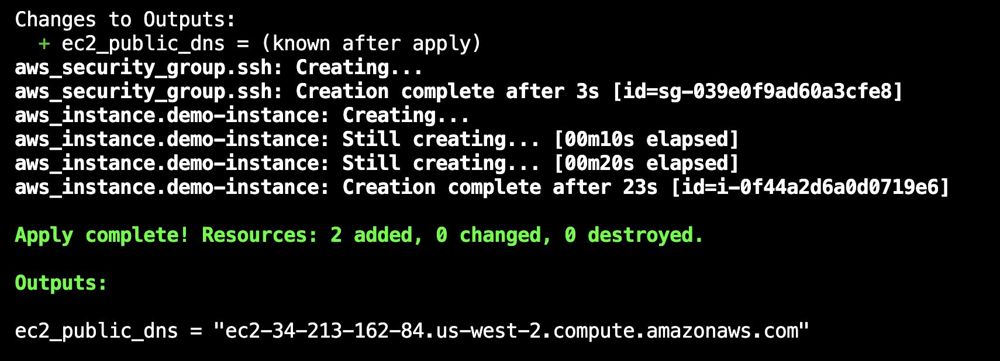 Changes to Outputs:
  + ec2_public_dns = (known after apply)
aws_security_group.ssh: Creating...
aws_security_group.ssh: Creation complete after 3s [id=sg-039e0f9ad60a3cfe8]
aws_instance.demo-instance: Creating...
aws_instance.demo-instance: Still creating... [00m10s elapsed]
aws_instance.demo-instance: Still creating... [00m20s elapsed]
aws_instance.demo-instance: Creation complete after 23s [id=i-0f44a2d6a0d0719e6]

Apply complete! Resources: 2 added, 0 changed, 0 destroyed.

Outputs:

ec2_public_dns = "ec2-34-213-162-84.us-west-2.compute.amazonaws.com"